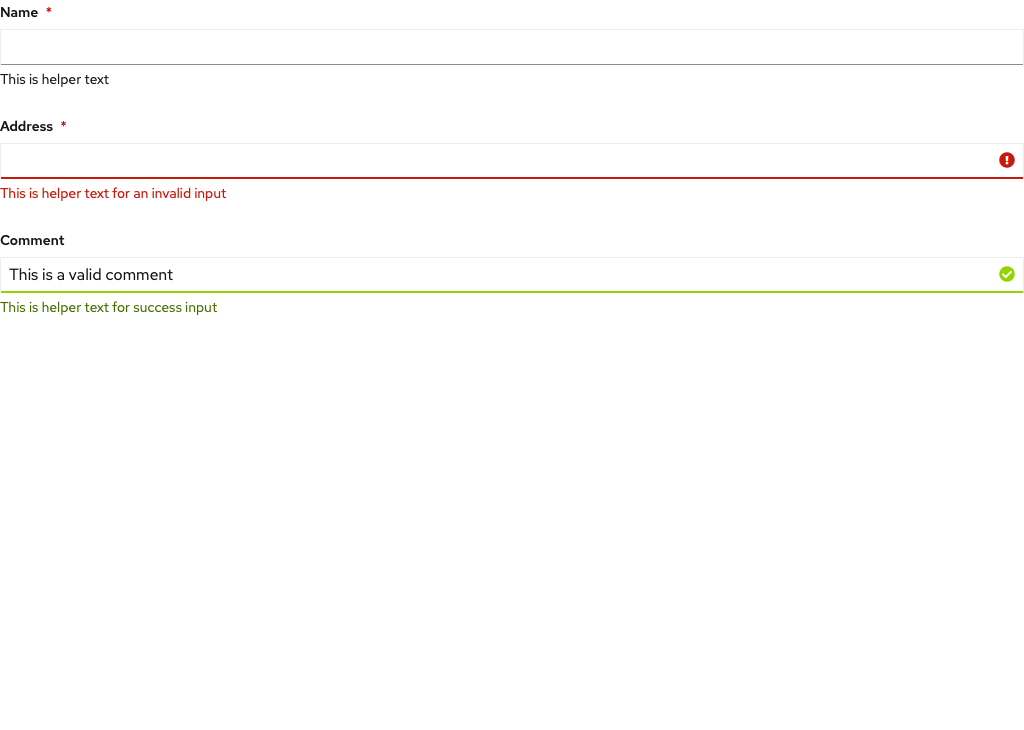 Name *
This is helper text
Address *
This is helper text for an invalid input
Comment
This is a valid comment
This is helper text for success input